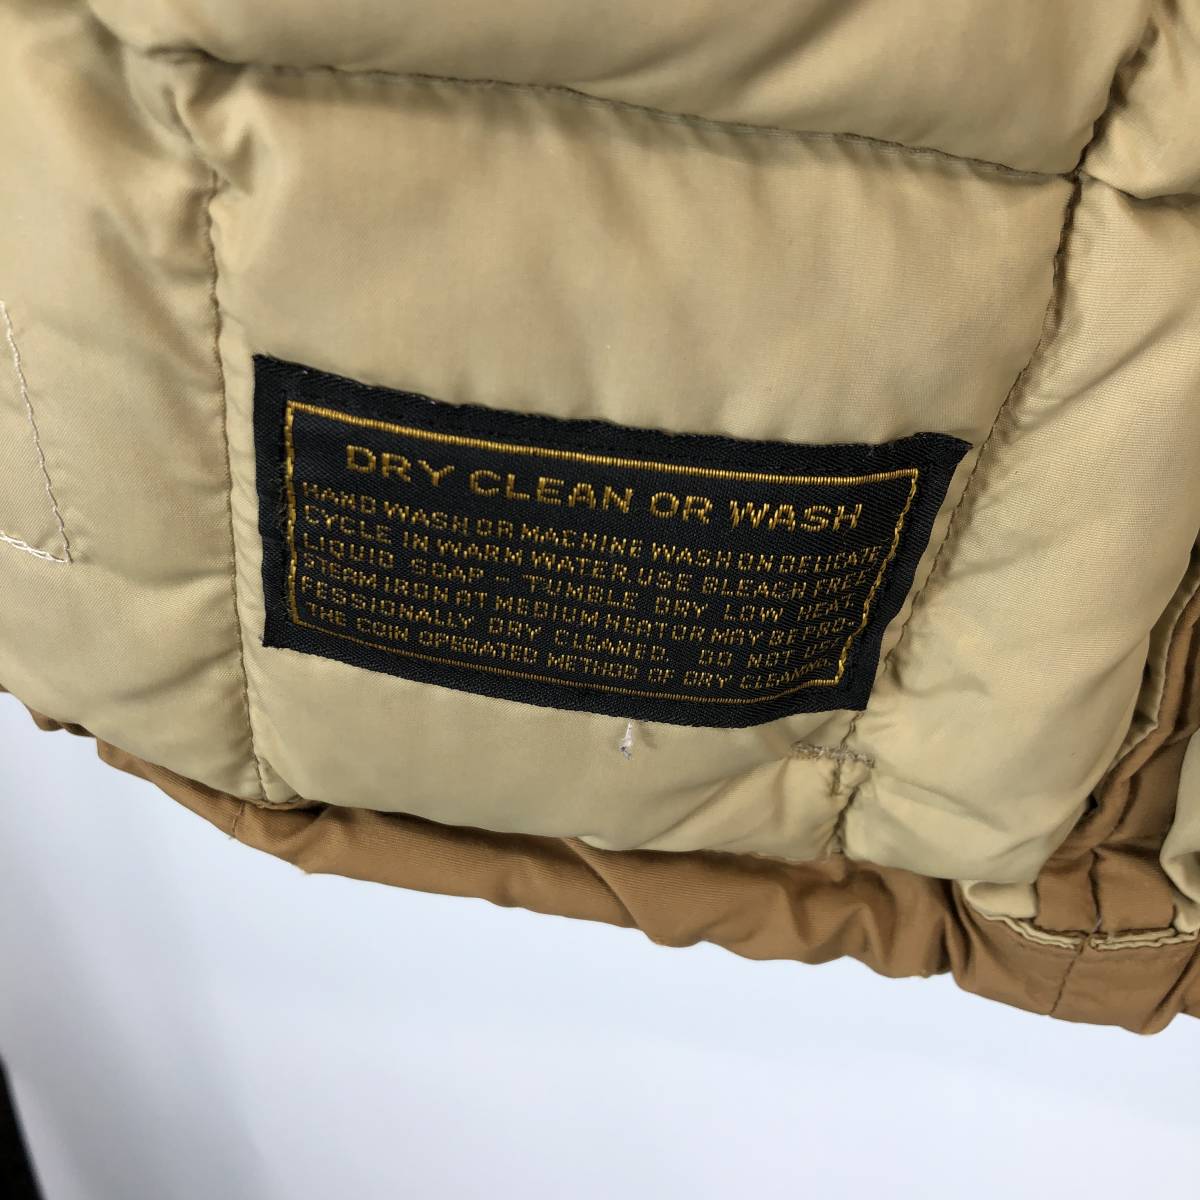 DRY CLEAN OR WASH
HAND WASH OR MACHINE WASH ON DELICATE
CYCLE IN WARM WATER. USE BLEACH FREE
LIQUID SOAP - TUMBLE DRY LOW HEAT.
STEAM IRON AT MEDIUM HEAT OR MAY BE PRO-
FESSIONALLY DRY CLEANED. DO NOT USE
THE COIN OPERATED METHOD OF DRY CLEANING.